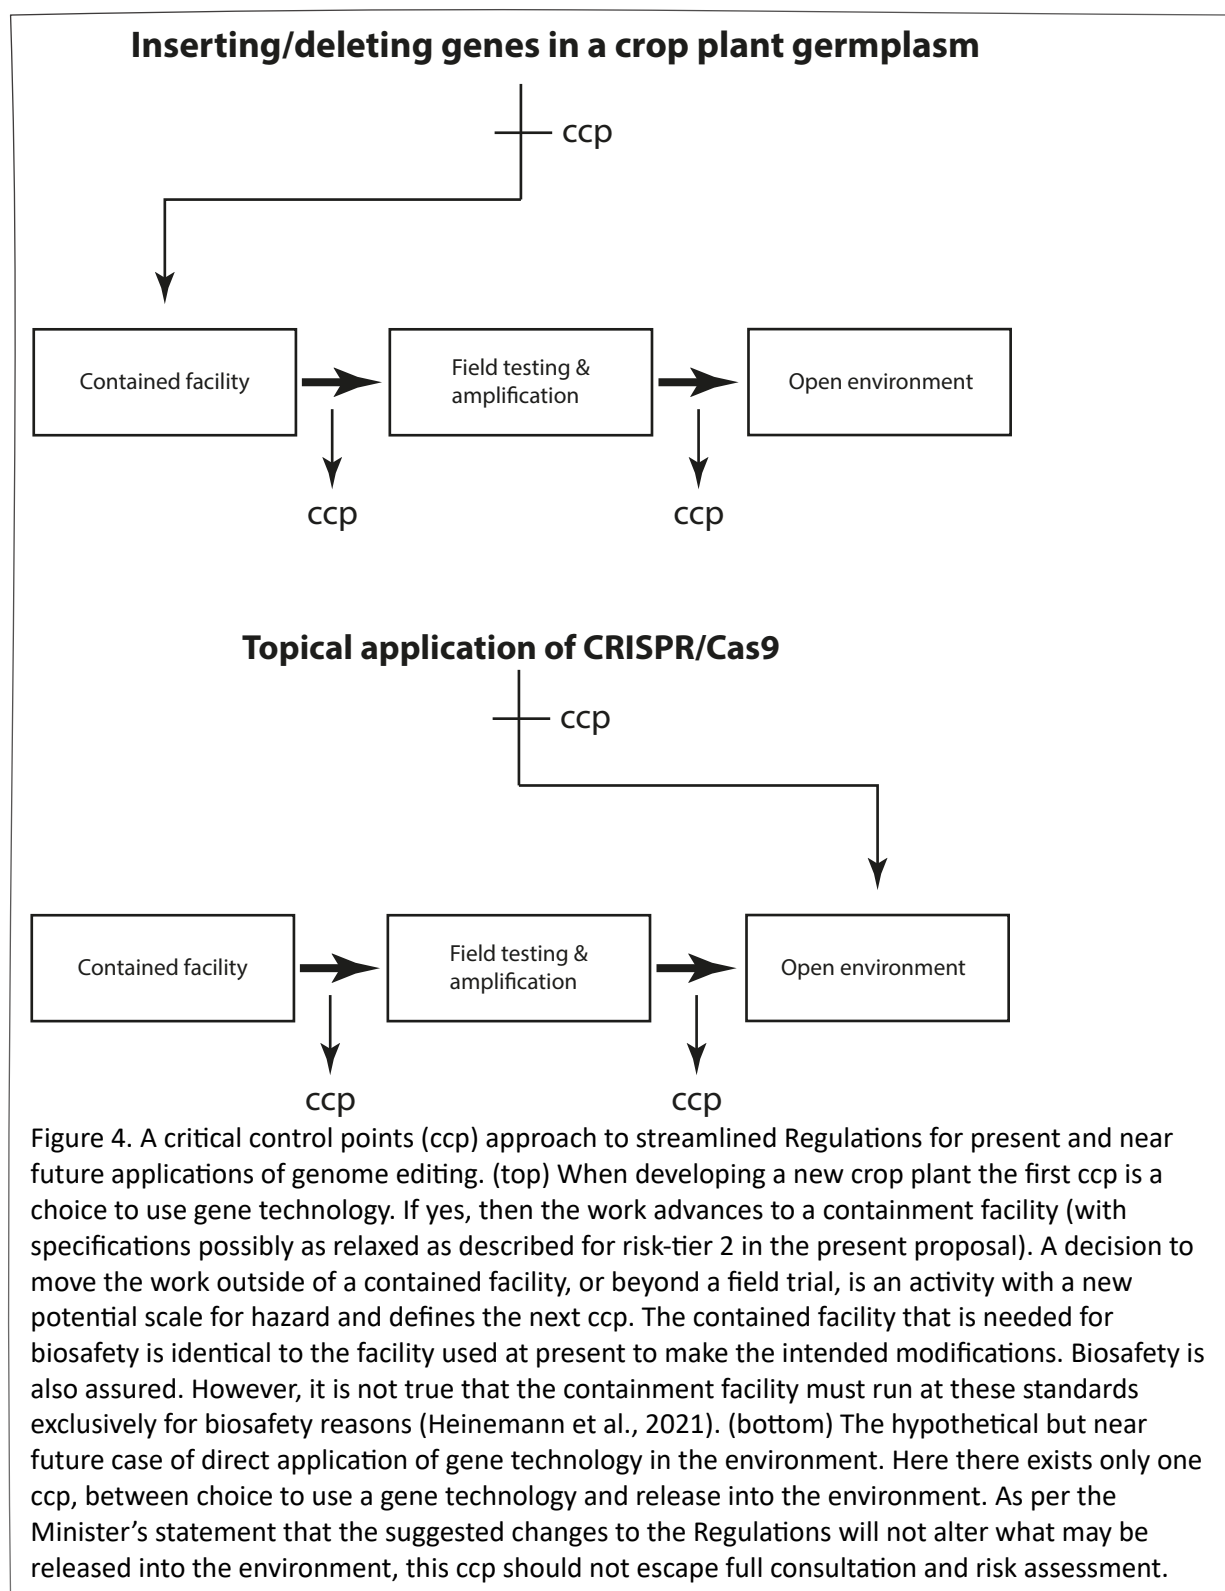 Inserting/deleting genes in a crop plant germplasm
ccp
Contained facility
Field testing &
amplification
Open environment
ccp
ccp
Topical application of CRISPR/Cas9
ccp
Contained facility
Field testing &
amplification
Open environment
ccp
ccp
Figure 4. A critical control points (ccp) approach to streamlined Regulations for present and near
future applications of genome editing. (top) When developing a new crop plant the first ccp is a
choice to use gene technology. If yes, then the work advances to a containment facility (with
specifications possibly as relaxed as described for risk-tier 2 in the present proposal). A decision to
move the work outside of a contained facility, or beyond a field trial, is an activity with a new
potential scale for hazard and defines the next ccp. The contained facility that is needed for
biosafety is identical to the facility used at present to make the intended modifications. Biosafety is
also assured. However, it is not true that the containment facility must run at these standards
exclusively for biosafety reasons (Heinemann et al., 2021). (bottom) The hypothetical but near
future case of direct application of gene technology in the environment. Here there exists only one
ccp, between choice to use a gene technology and release into the environment. As per the
Minister’s statement that the suggested changes to the Regulations will not alter what may be
released into the environment, this ccp should not escape full consultation and risk assessment.